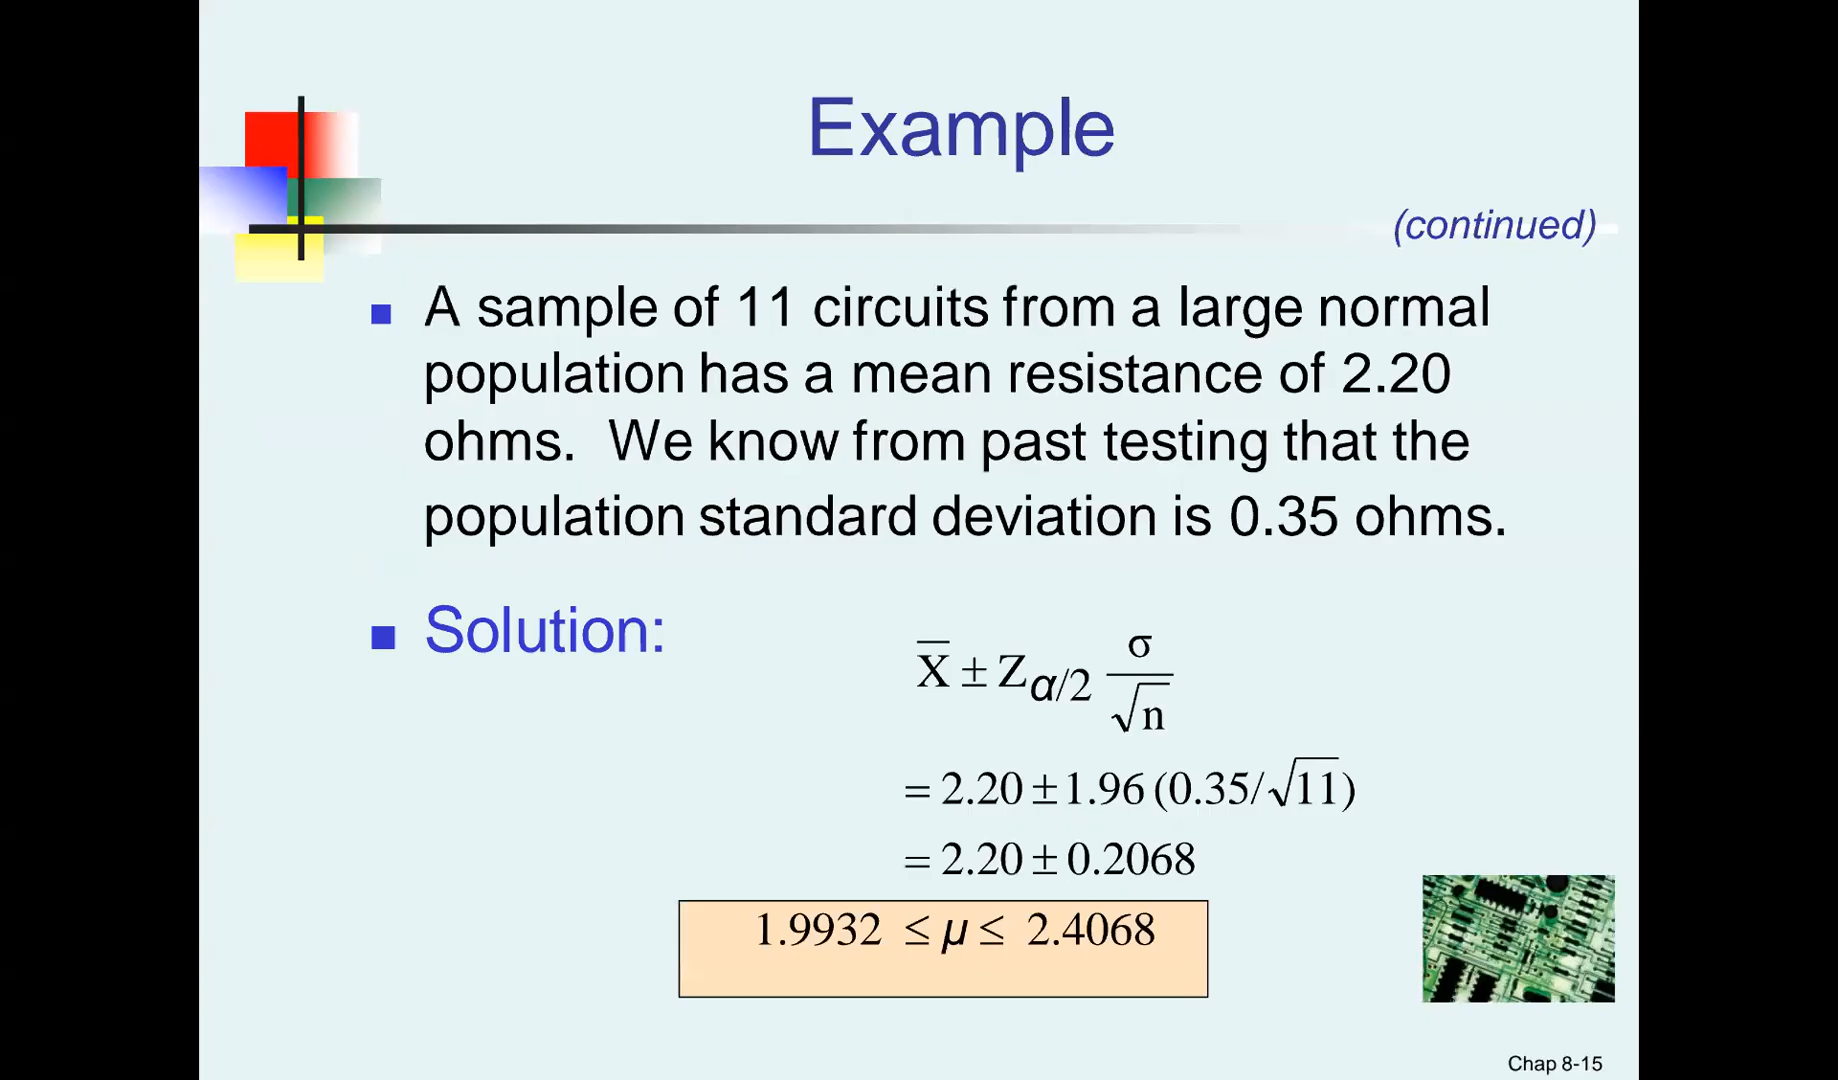 Example
(continued)
A sample of 11 circuits from a large normal
population has a mean resistance of 2.20
ohms. We know from past testing that the
population standard deviation is 0.35 ohms.
Solution:
X̄ ± Zα/2 σ/√n
= 2.20 ± 1.96 (0.35/√11)
= 2.20 ± 0.2068
1.9932 ≤ μ ≤ 2.4068
Chap 8-15